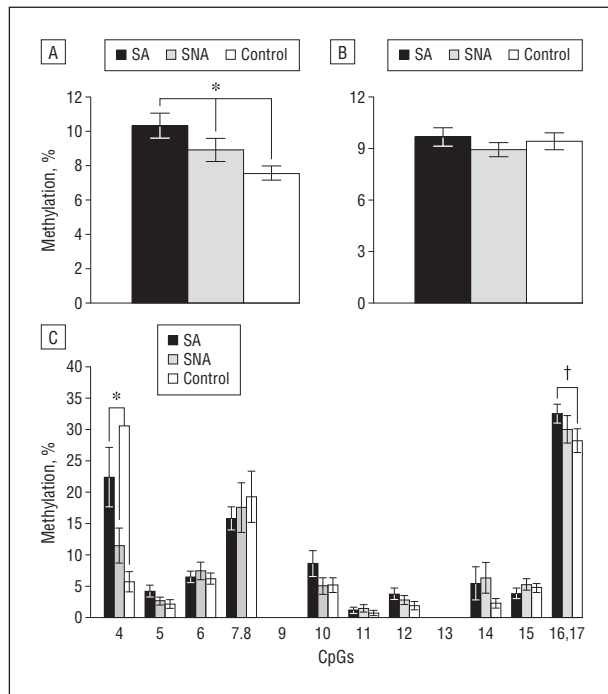 A
SA SNA Control
12
10
8
6
4
2
0
Methylation, %
*
B
SA SNA Control
12
9
6
3
0
Methylation, %
C
SA
SNA
Control
40
35
30
25
20
15
10
5
0
Methylation, %
*
†
4 5 6 7.8 9 10 11 12 13 14 15 16,17
CpGs